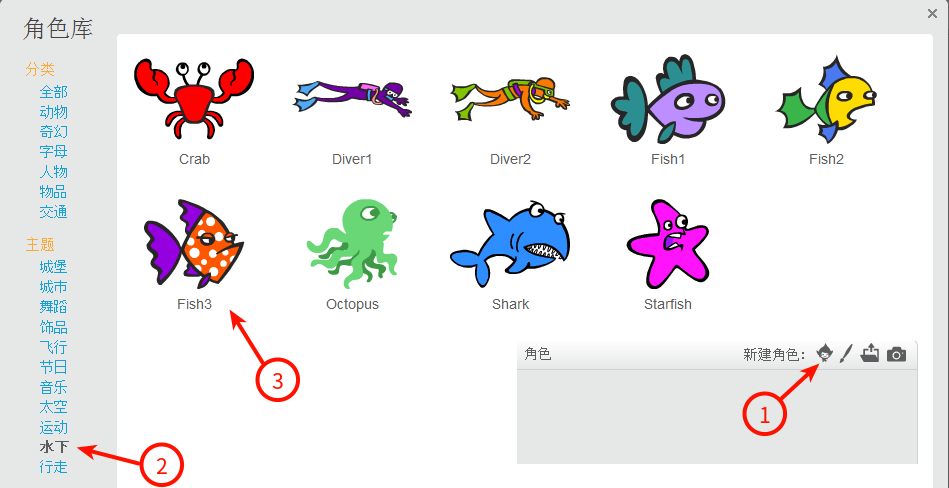 角色库
分类
全部
动物
奇幻
字母
人物
物品
交通
主题
城堡
城市
舞蹈
饰品
飞行
节日
音乐
太空
运动
水下
行走
Crab
Diver1
Diver2
Fish1
Fish2
Fish3
Octopus
Shark
Starfish
角色
新建角色：
1
2
3